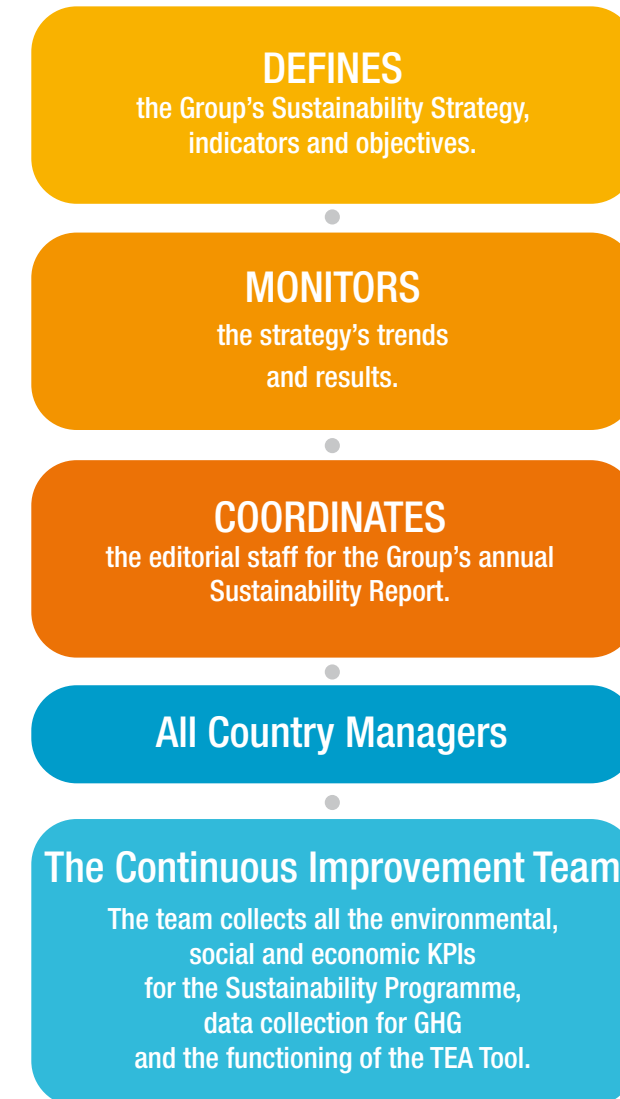 DEFINES
the Group’s Sustainability Strategy,
indicators and objectives.
MONITORS
the strategy’s trends
and results.
COORDINATES
the editorial staff for the Group’s annual
Sustainability Report.
All Country Managers
The Continuous Improvement Team
The team collects all the environmental,
social and economic KPIs
for the Sustainability Programme,
data collection for GHG
and the functioning of the TEA Tool.